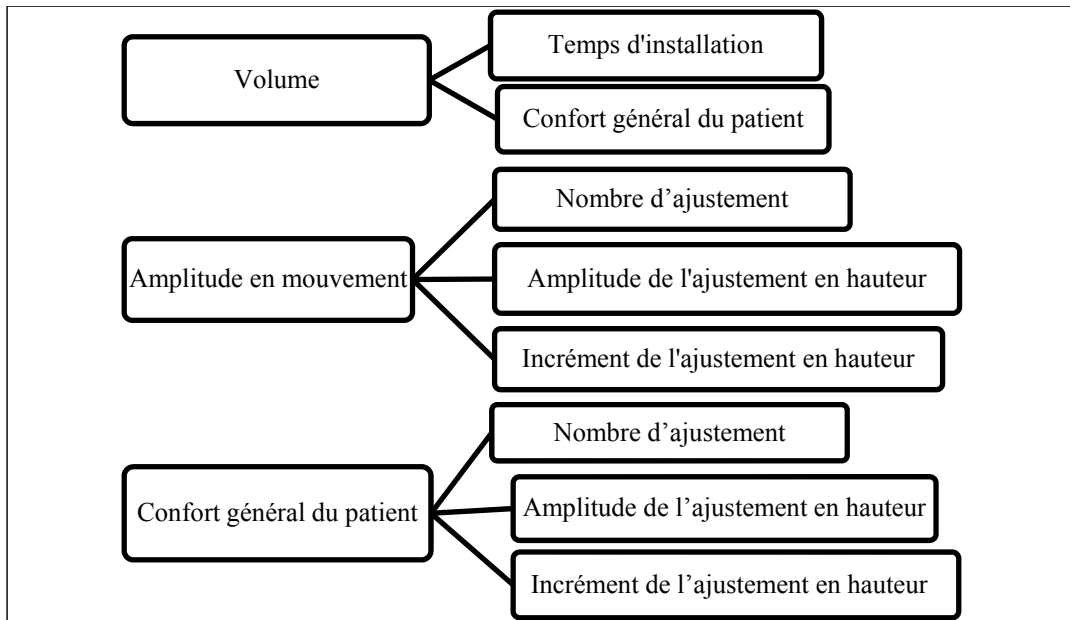 Volume
Temps d'installation
Confort général du patient
Amplitude en mouvement
Nombre d’ajustement
Amplitude de l'ajustement en hauteur
Incrément de l'ajustement en hauteur
Confort général du patient
Nombre d’ajustement
Amplitude de l’ajustement en hauteur
Incrément de l’ajustement en hauteur